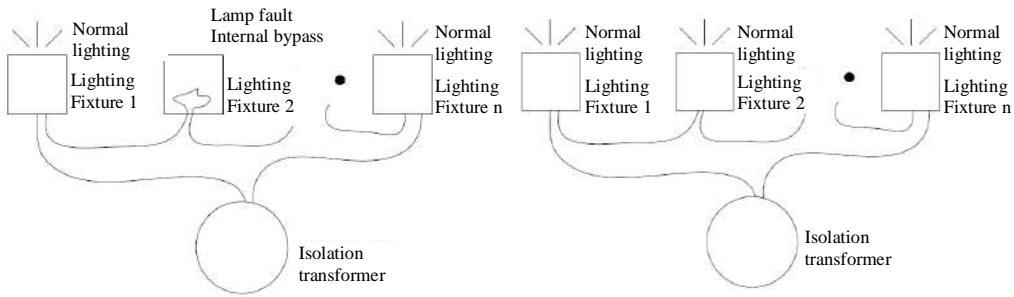 Normal
lighting
Lighting
Fixture 1
Lamp fault
Internal bypass
Lighting
Fixture 2
Normal
lighting
Lighting
Fixture n
Isolation
transformer
Normal
lighting
Lighting
Fixture 1
Normal
lighting
Lighting
Fixture 2
Normal
lighting
Lighting
Fixture n
Isolation
transformer